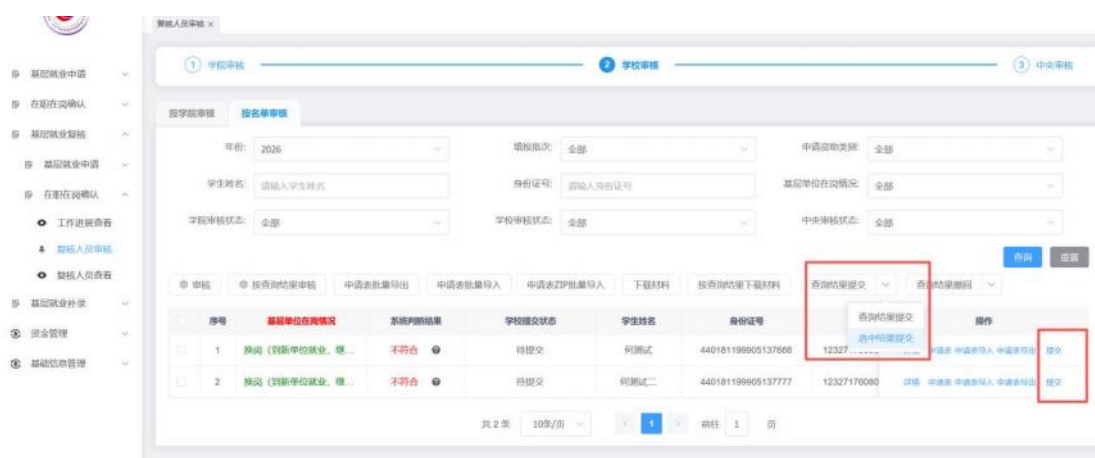 复核人员审核 ×
1 学院审核
2 学校审核
3 中央审核
基层就业申请
在职在岗确认
基层就业复核
基层就业申请
在职在岗确认
工作进展查看
复核人员审核
复核人员查看
基层就业补录
资金管理
基础信息管理
按学院审核 按名单审核
年份: 2026 填报批次: 全部 申请资助类别: 全部
学生姓名: 请输入学生姓名 身份证号: 请输入身份证号 基层单位在岗情况: 全部
学院审核状态: 全部 学校审核状态: 全部 中央审核状态: 全部
查询 重置
审核 按查询结果审核 申请表批量导出 申请表批量导入 申请表ZIP批量导入 下载材料 按查询结果下载材料 查询结果提交 查询结果撤回
查询结果提交
选中结果提交
序号 基层单位在岗情况 系统判断结果 学校提交状态 学生姓名 身份证号 操作
1 换岗（到新单位就业，继... 不符合 待提交 何测试 440181199905137666 申请表 申请表导入 申请表导出 提交
2 换岗（到新单位就业，继... 不符合 待提交 何测试二 440181199905137777 12327176080 详情 申请表 申请表导入 申请表导出 提交
共 2 条 10条/页 1 前往 1 页